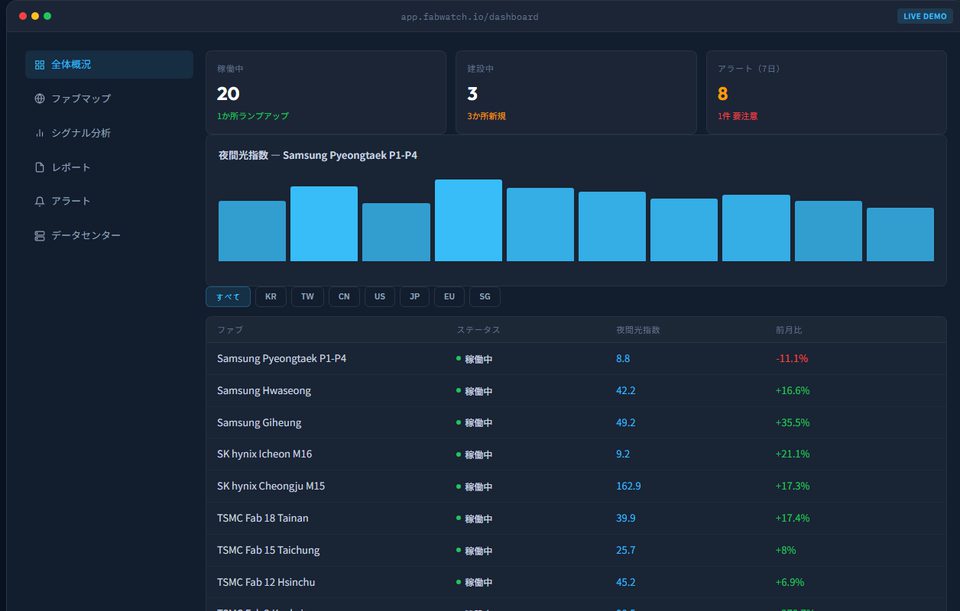 app.fabwatch.io/dashboard
LIVE DEMO
全体概況
ファブマップ
シグナル分析
レポート
アラート
データセンター
稼働中
20
1か所ランプアップ
建設中
3
3か所新規
アラート（7日）
8
1件 要注意
夜間光指数 — Samsung Pyeongtaek P1-P4
すべて KR TW CN US JP EU SG
ファブ ステータス 夜間光指数 前月比
Samsung Pyeongtaek P1-P4 稼働中 8.8 -11.1%
Samsung Hwaseong 稼働中 42.2 +16.6%
Samsung Giheung 稼働中 49.2 +35.5%
SK hynix Icheon M16 稼働中 9.2 +21.1%
SK hynix Cheongju M15 稼働中 162.9 +17.3%
TSMC Fab 18 Tainan 稼働中 39.9 +17.4%
TSMC Fab 15 Taichung 稼働中 25.7 +8%
TSMC Fab 12 Hsinchu 稼働中 45.2 +6.9%